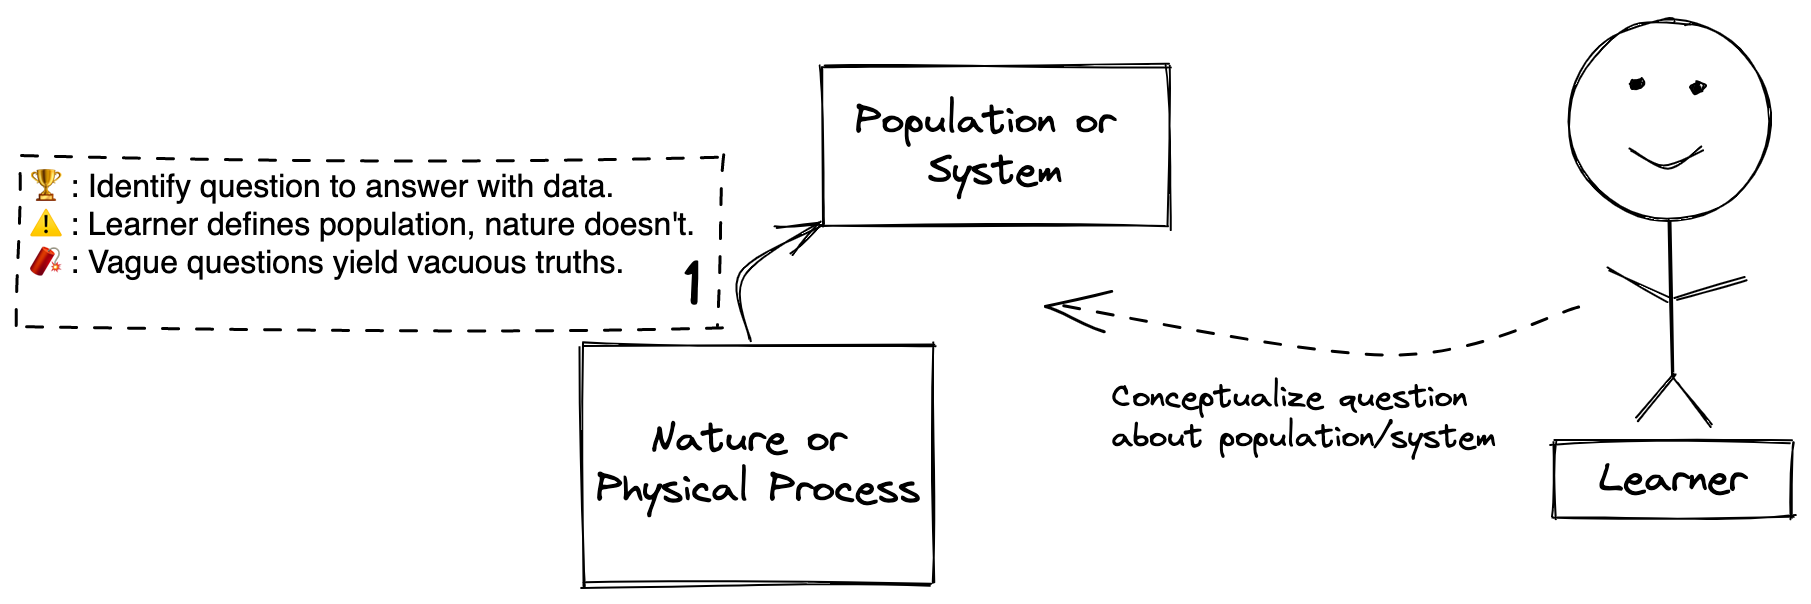 Population or
System
🏆 : Identify question to answer with data.
⚠️ : Learner defines population, nature doesn't.
🧨 : Vague questions yield vacuous truths.
1
Nature or
Physical Process
Conceptualize question
about population/system
Learner